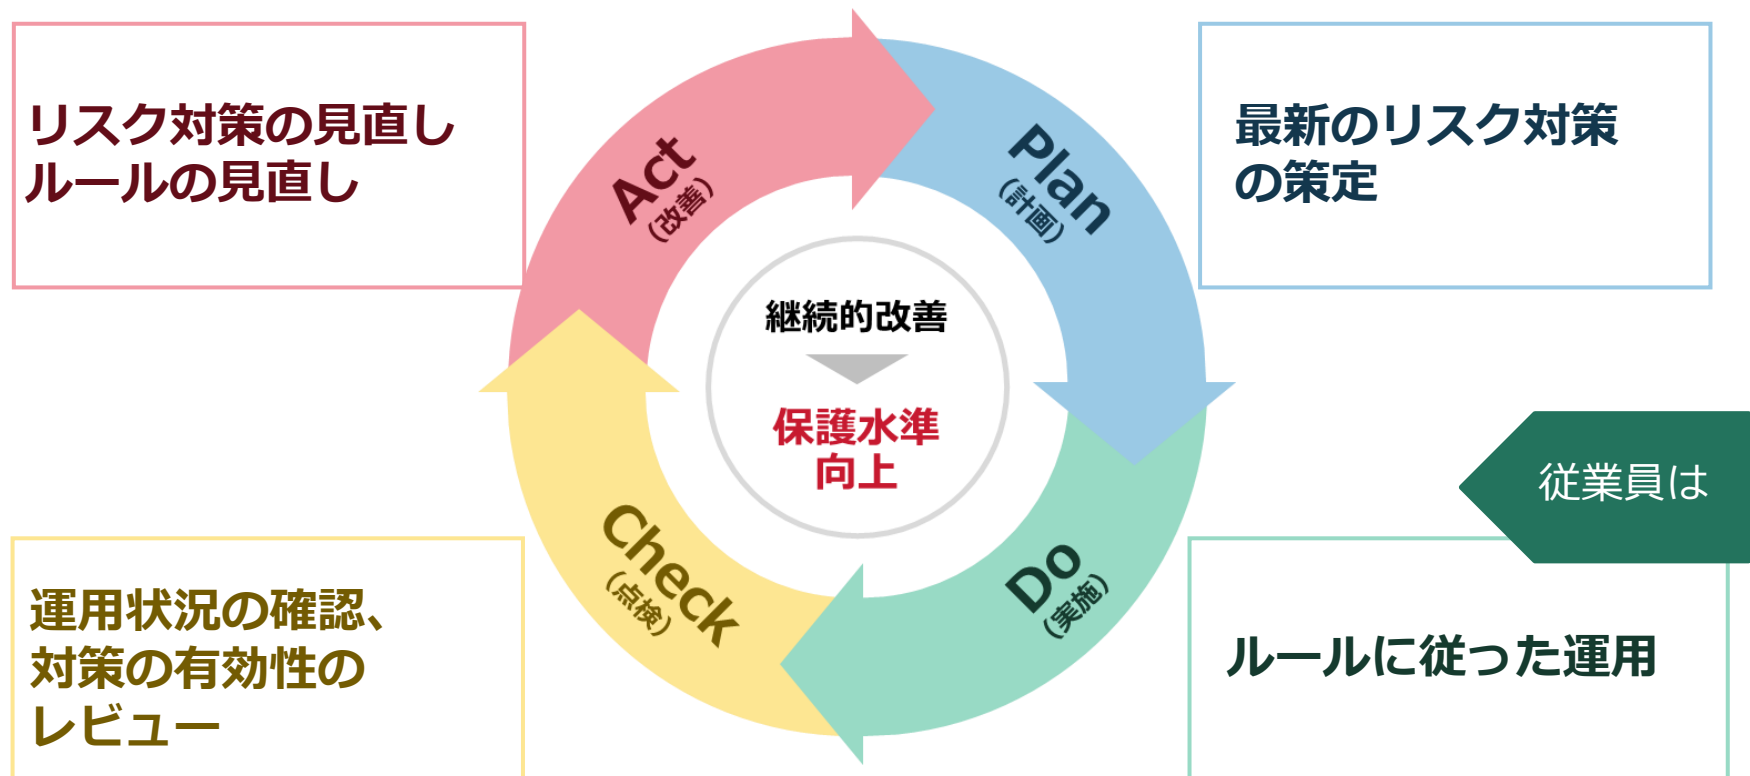 リスク対策の見直し
ルールの見直し
Act
(改善)
Plan
(計画)
最新のリスク対策
の策定
継続的改善
保護水準
向上
従業員は
Check
(点検)
Do
(実施)
運用状況の確認、
対策の有効性の
レビュー
ルールに従った運用